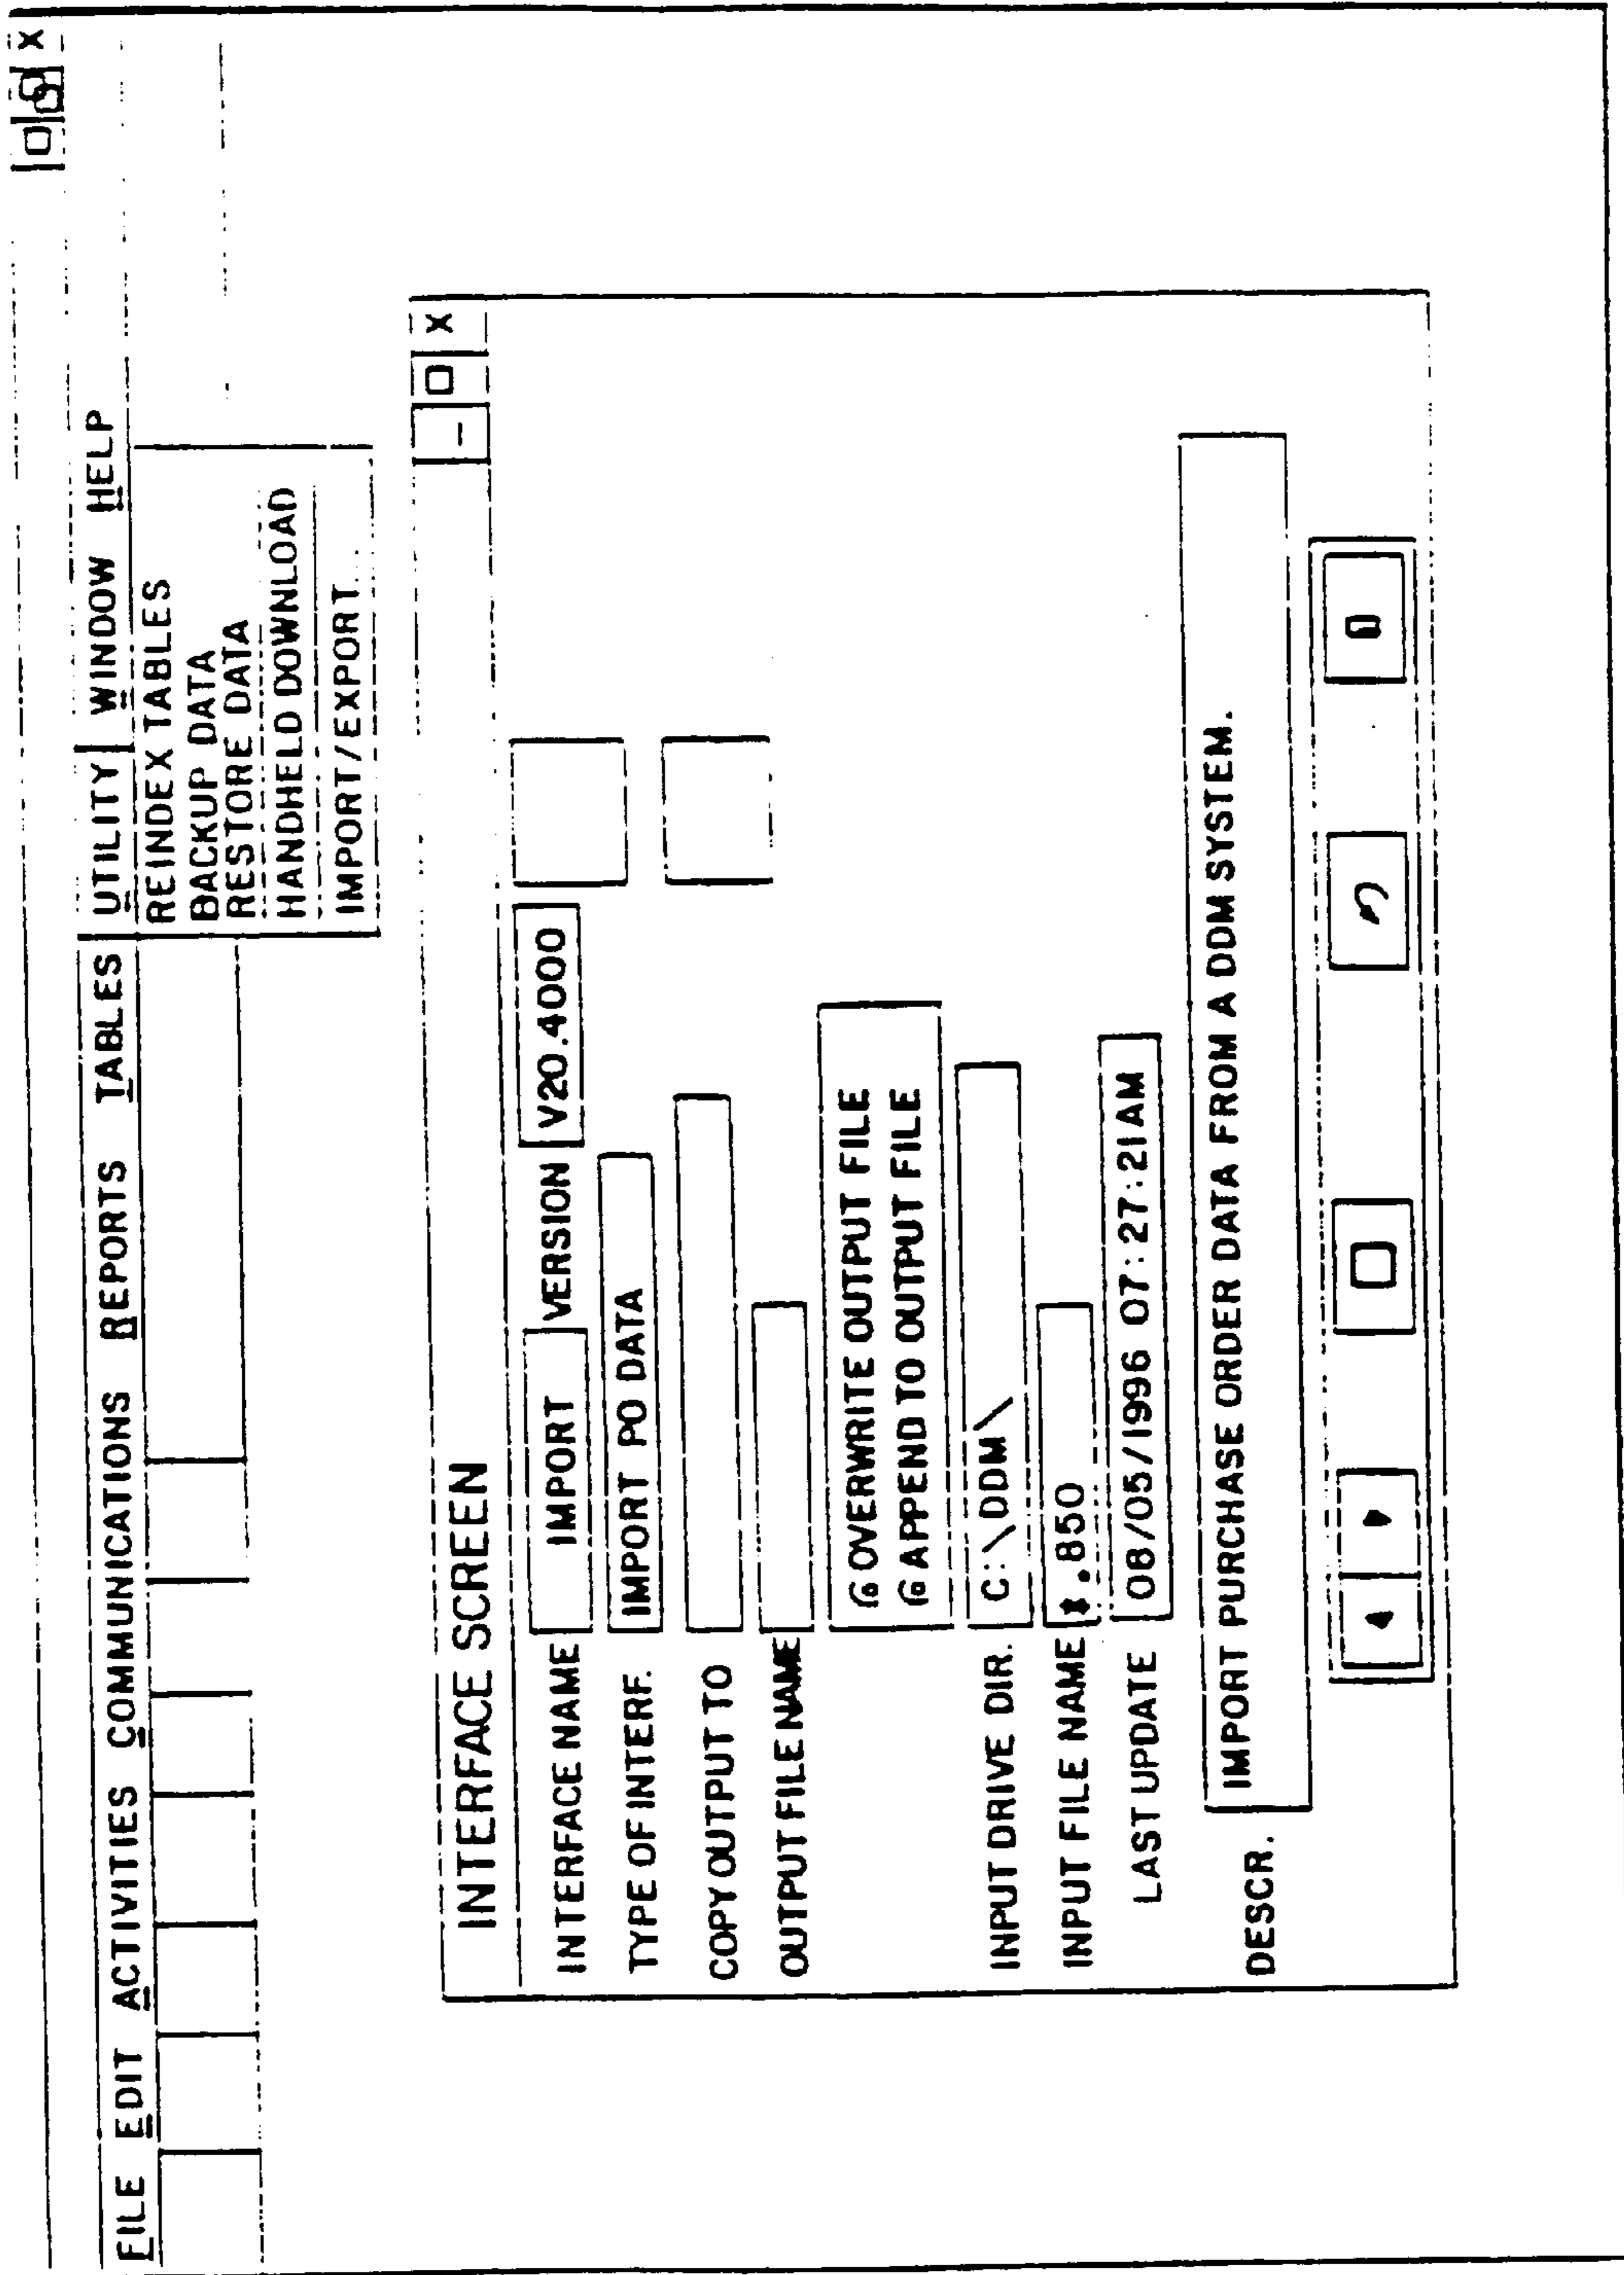 FILE EDIT ACTIVITIES COMMUNICATIONS REPORTS TABLES UTILITY WINDOW HELP
REINDEX TABLES
BACKUP DATA
RESTORE DATA
HANDHELD DOWNLOAD
IMPORT/EXPORT...
INTERFACE SCREEN
INTERFACE NAME IMPORT VERSION V20.4000
TYPE OF INTERF. IMPORT PO DATA
COPY OUTPUT TO
OUTPUT FILE NAME
OVERWRITE OUTPUT FILE
APPEND TO OUTPUT FILE
INPUT DRIVE DIR. C:\DDM\
INPUT FILE NAME *.850
LAST UPDATE 08/05/1996 07:27:21AM
DESCR. IMPORT PURCHASE ORDER DATA FROM A DDM SYSTEM.